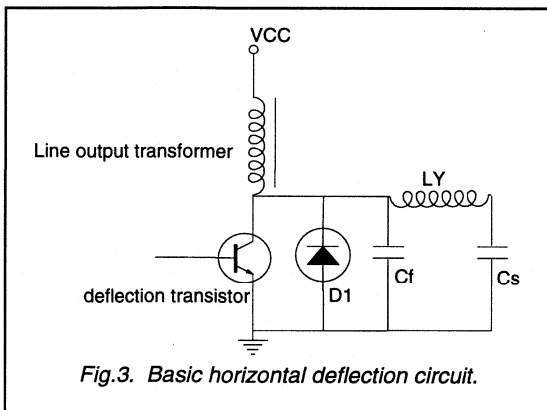 VCC
Line output transformer
LY
deflection transistor
D1
Cf
Cs
Fig.3. Basic horizontal deflection circuit.